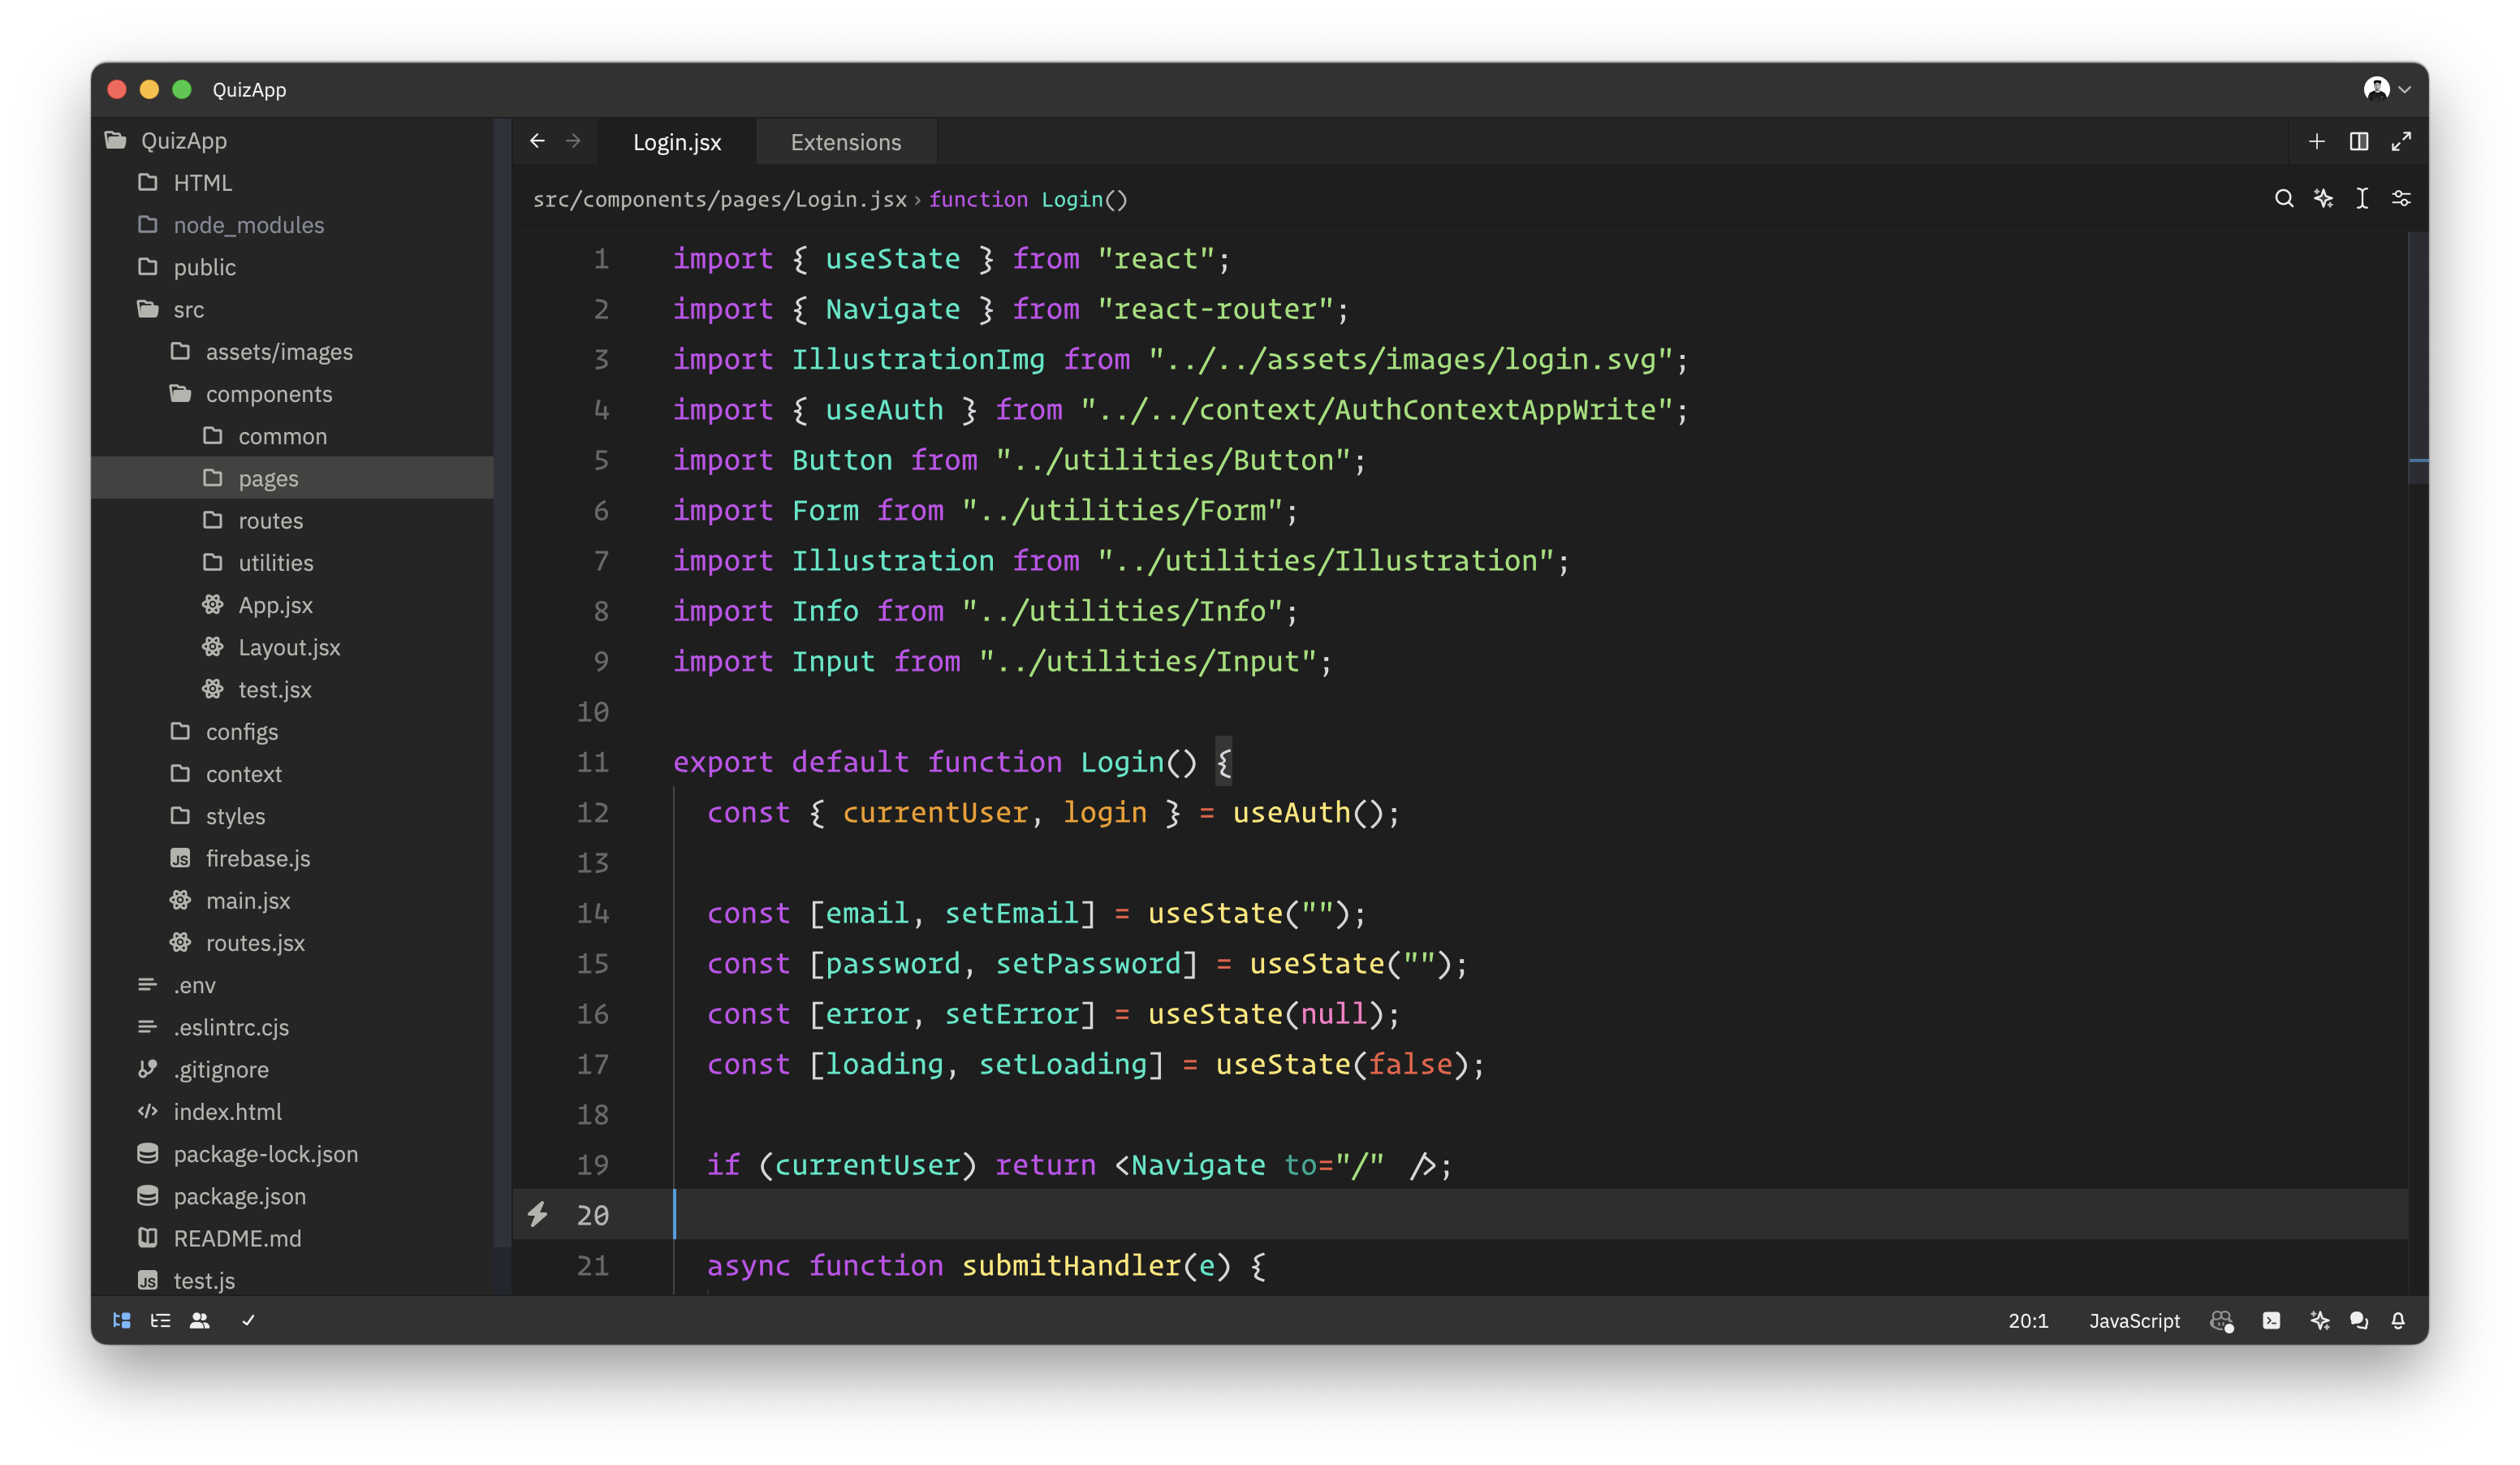 QuizApp
QuizApp
HTML
node_modules
public
src
assets/images
components
common
pages
routes
utilities
App.jsx
Layout.jsx
test.jsx
configs
context
styles
firebase.js
main.jsx
routes.jsx
.env
.eslintrc.cjs
.gitignore
index.html
package-lock.json
package.json
README.md
test.js
Login.jsx Extensions
src/components/pages/Login.jsx › function Login()
1 import { useState } from "react";
2 import { Navigate } from "react-router";
3 import IllustrationImg from "../../assets/images/login.svg";
4 import { useAuth } from "../../context/AuthContextAppWrite";
5 import Button from "../utilities/Button";
6 import Form from "../utilities/Form";
7 import Illustration from "../utilities/Illustration";
8 import Info from "../utilities/Info";
9 import Input from "../utilities/Input";
10
11 export default function Login() {
12 const { currentUser, login } = useAuth();
13
14 const [email, setEmail] = useState("");
15 const [password, setPassword] = useState("");
16 const [error, setError] = useState(null);
17 const [loading, setLoading] = useState(false);
18
19 if (currentUser) return <Navigate to="/" />;
20
21 async function submitHandler(e) {
20:1 JavaScript